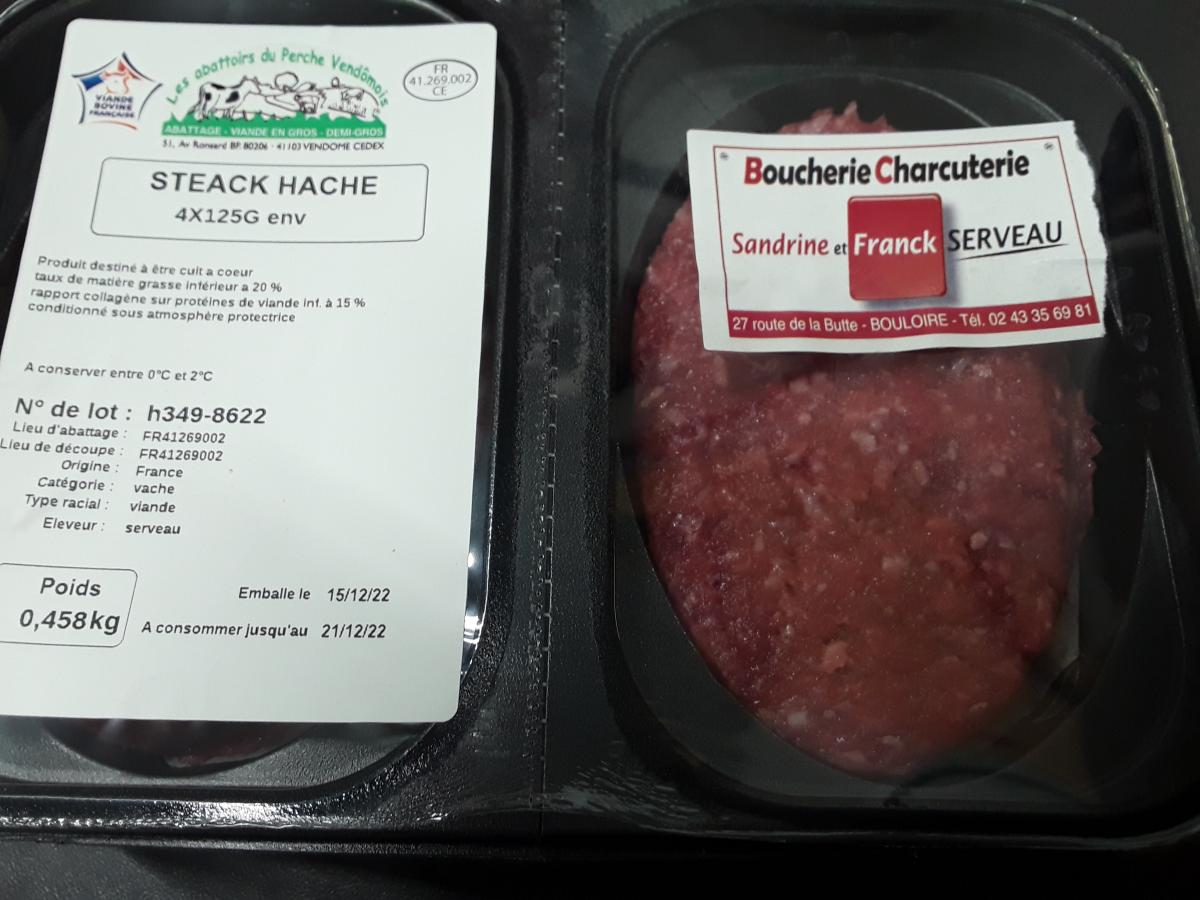 VIANDE
BOVINE
FRANÇAISE
Les abattoirs du Perche Vendômois
ABATTAGE - VIANDE EN GROS - DEMI-GROS
51, Av Ronsard BP. 80206 - 41103 VENDOME CEDEX
FR
41.269.002
CE
STEACK HACHE
4X125G env
Produit destiné à être cuit a coeur
taux de matière grasse inférieur a 20 %
rapport collagène sur protéines de viande inf. à 15 %
conditionné sous atmosphère protectrice
A conserver entre 0°C et 2°C
N° de lot : h349-8622
Lieu d'abattage : FR41269002
Lieu de découpe : FR41269002
Origine : France
Catégorie : vache
Type racial : viande
Eleveur : serveau
Poids
0,458kg
Emballe le 15/12/22
A consommer jusqu'au 21/12/22
Boucherie Charcuterie
Sandrine et Franck SERVEAU
27 route de la Butte - BOULOIRE - Tél. 02 43 35 69 81